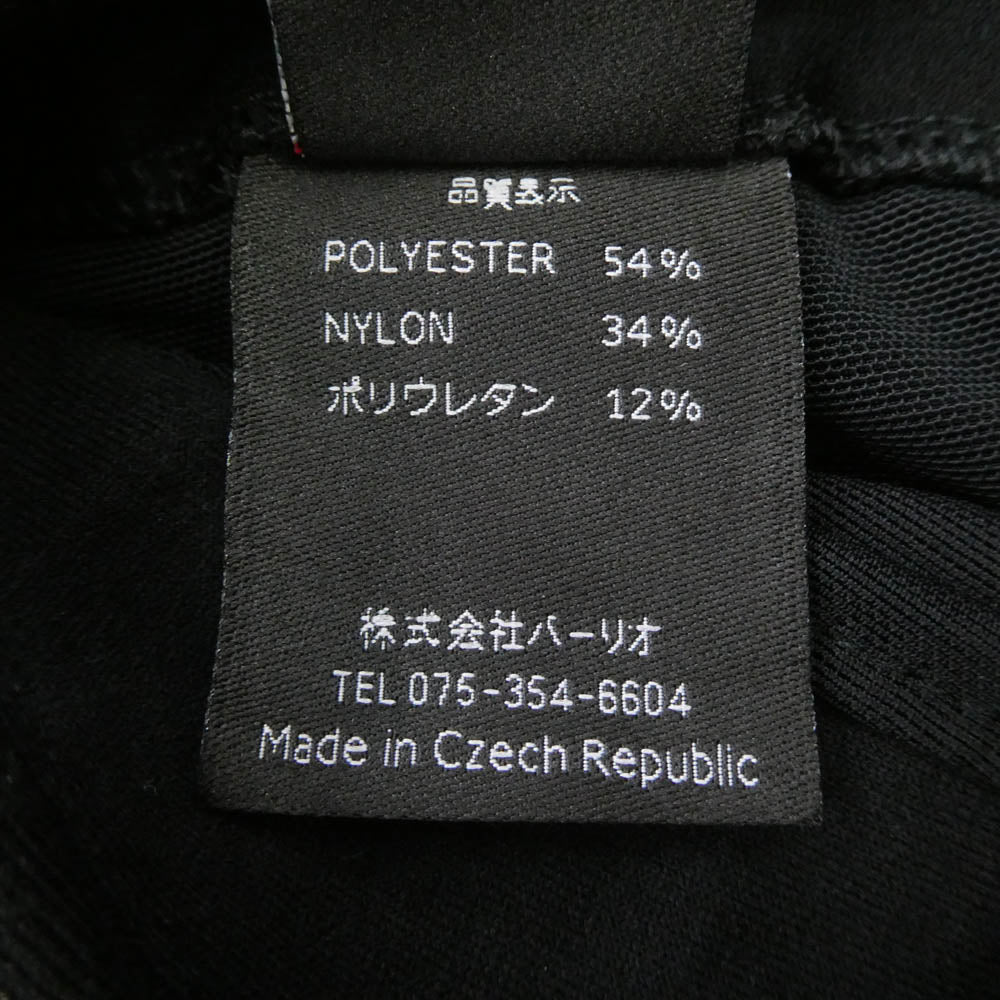 品質表示
POLYESTER 54%
NYLON 34%
ポリウレタン 12%
株式会社パーリオ
TEL 075-354-6604
Made in Czech Republic